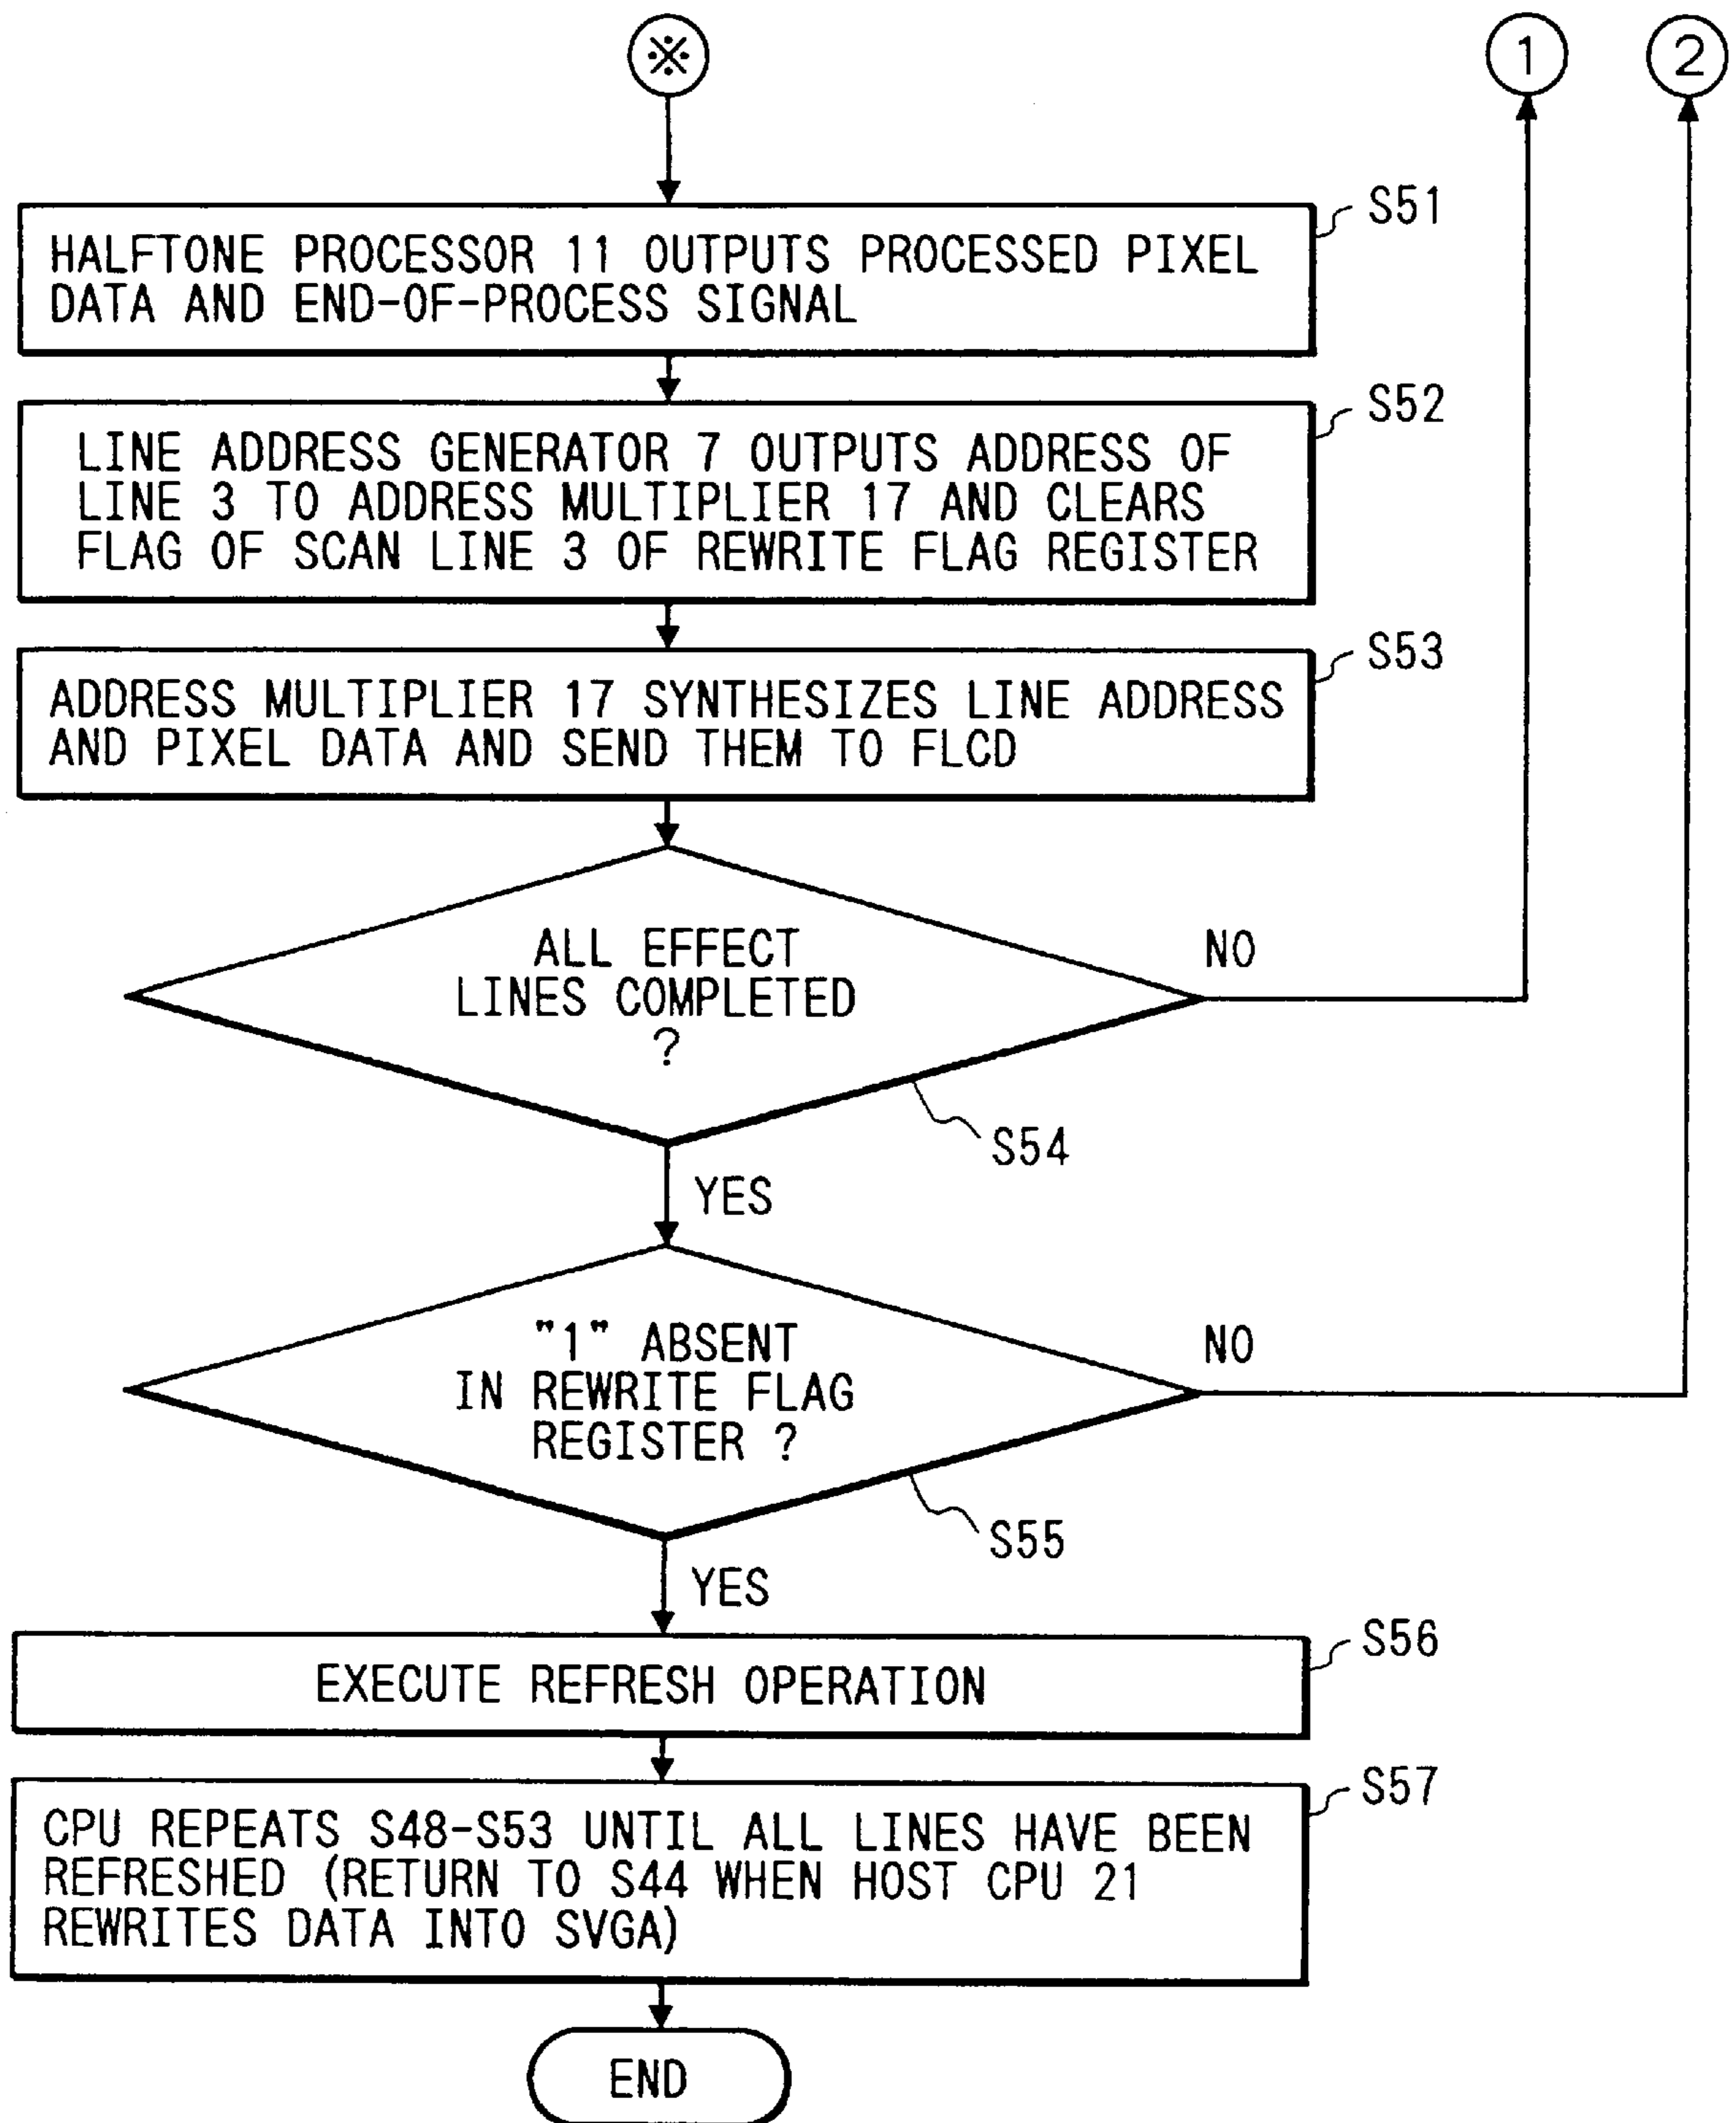 ※
1
2
S51
HALFTONE PROCESSOR 11 OUTPUTS PROCESSED PIXEL
DATA AND END-OF-PROCESS SIGNAL
S52
LINE ADDRESS GENERATOR 7 OUTPUTS ADDRESS OF
LINE 3 TO ADDRESS MULTIPLIER 17 AND CLEARS
FLAG OF SCAN LINE 3 OF REWRITE FLAG REGISTER
S53
ADDRESS MULTIPLIER 17 SYNTHESIZES LINE ADDRESS
AND PIXEL DATA AND SEND THEM TO FLCD
ALL EFFECT
LINES COMPLETED
?
NO
S54
YES
"1" ABSENT
IN REWRITE FLAG
REGISTER ?
NO
S55
YES
S56
EXECUTE REFRESH OPERATION
S57
CPU REPEATS S48-S53 UNTIL ALL LINES HAVE BEEN
REFRESHED (RETURN TO S44 WHEN HOST CPU 21
REWRITES DATA INTO SVGA)
END